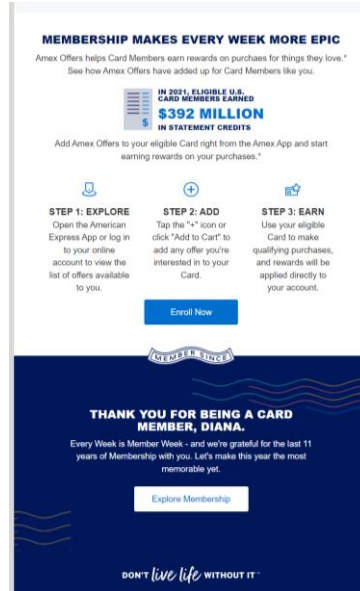 MEMBERSHIP MAKES EVERY WEEK MORE EPIC
Amex Offers helps Card Members earn rewards on purchaes for things they love.*
See how Amex Offers have added up for Card Members like you.
$
IN 2021, ELIGIBLE U.S.
CARD MEMBERS EARNED
$392 MILLION
IN STATEMENT CREDITS
Add Amex Offers to your eligible Card right from the Amex App and start
earning rewards on your purchases.*
STEP 1: EXPLORE
Open the American
Express App or log in
to your online
account to view the
list of offers available
to you.
STEP 2: ADD
Tap the "+" icon or
click "Add to Cart" to
add any offer you're
interested in to your
Card.
STEP 3: EARN
Use your eligible
Card to make
qualifying purchases,
and rewards will be
applied directly to
your account.
Enroll Now
MEMBER SINCE
THANK YOU FOR BEING A CARD
MEMBER, DIANA.
Every Week is Member Week - and we're grateful for the last 11
years of Membership with you. Let's make this year the most
memorable yet.
Explore Membership
DON'T live life WITHOUT IT™